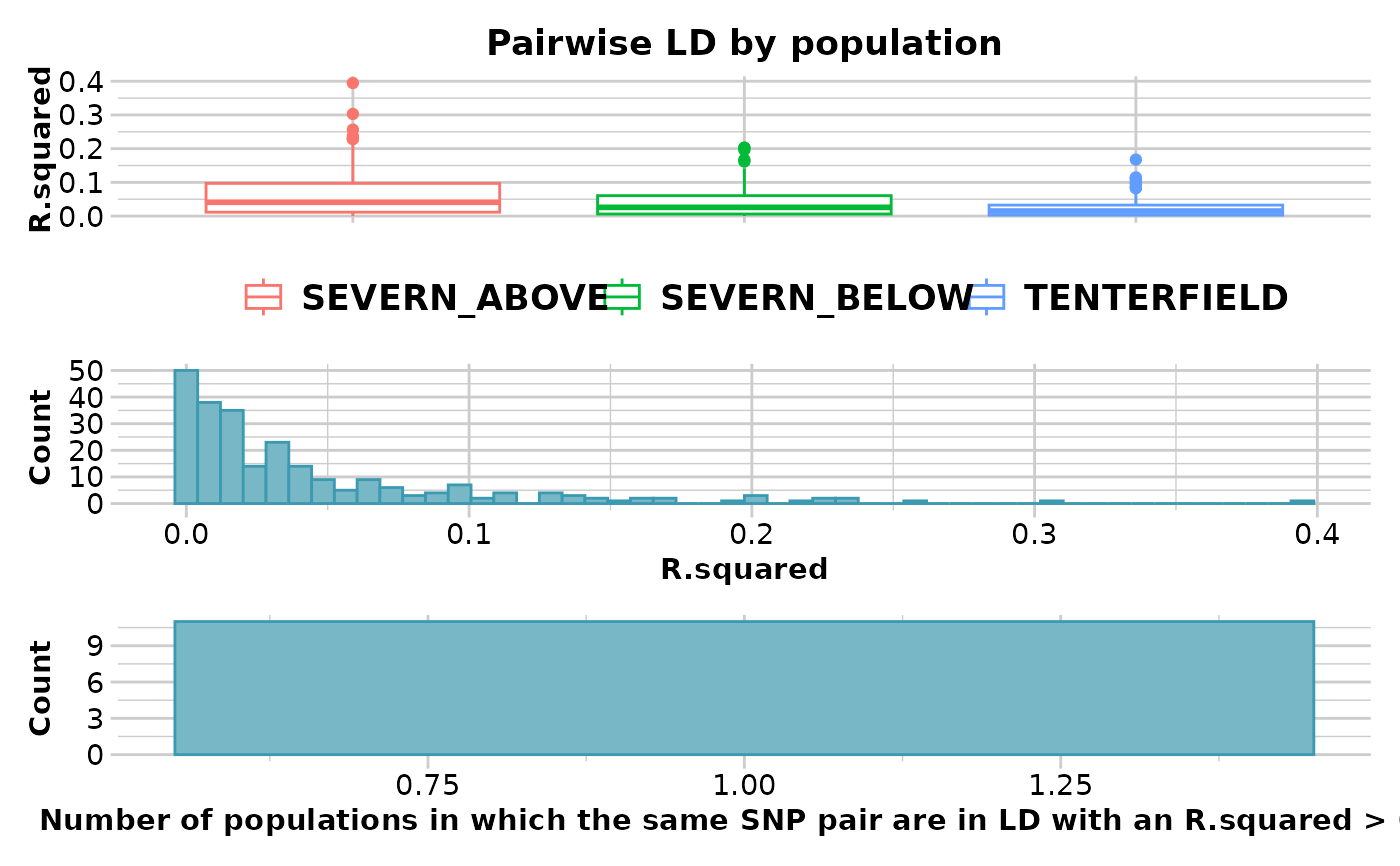 Pairwise LD by population
R.squared
0.4
0.3
0.2
0.1
0.0
SEVERN_ABOVE SEVERN_BELOW TENTERFIELD
Count
50
40
30
20
10
0
0.0 0.1 0.2 0.3 0.4
R.squared
Count
9
6
3
0
0.75 1.00 1.25
Number of populations in which the same SNP pair are in LD with an R.squared >